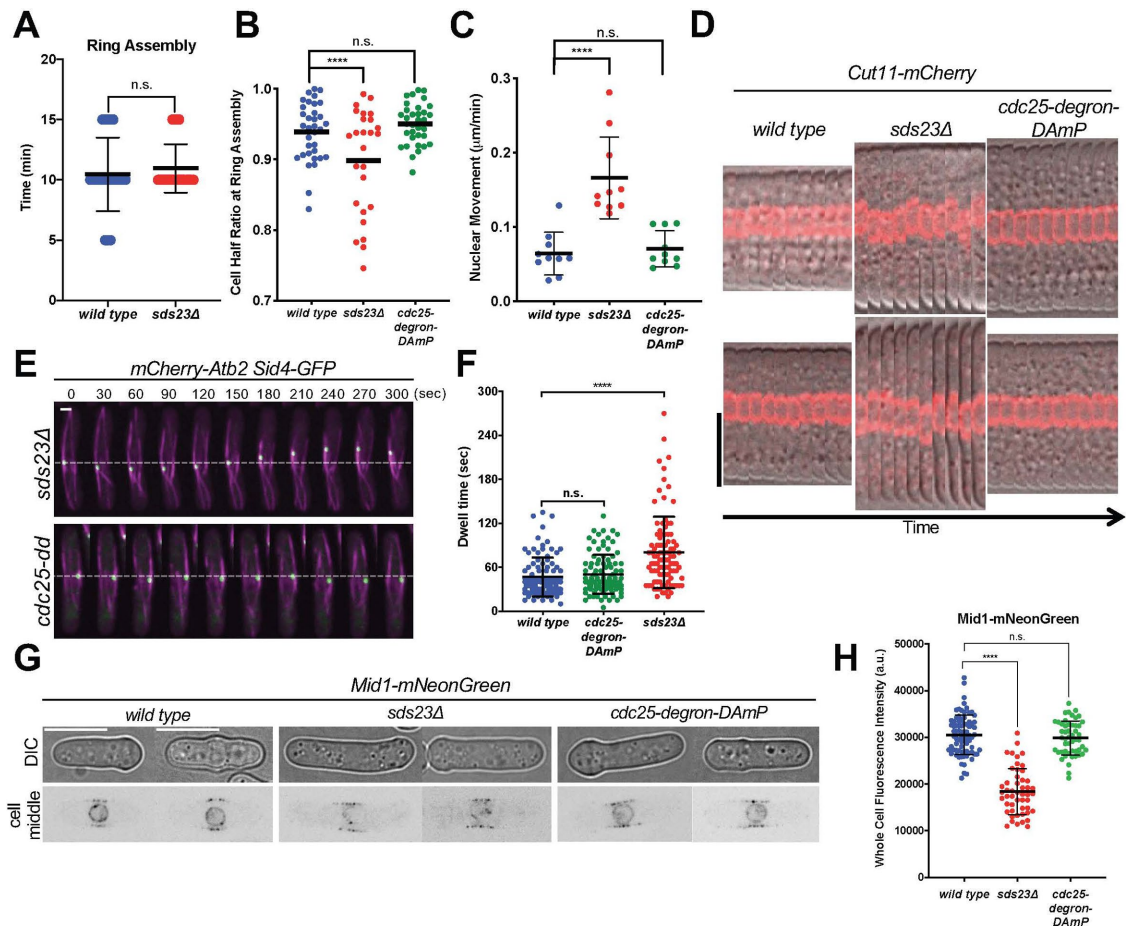 A
Ring Assembly
n.s.
Time (min)
20
15
10
5
0
wild type
sds23Δ
B
n.s.
****
Cell Half Ratio at Ring Assembly
1.0
0.9
0.8
0.7
wild type
sds23Δ
cdc25-
degron-
DAmP
C
n.s.
****
Nuclear Movement (µm/min)
0.3
0.2
0.1
0.0
wild type
sds23Δ
cdc25-
degron-
DAmP
D
Cut11-mCherry
wild type
sds23Δ
cdc25-degron-
DAmP
Time
E
mCherry-Atb2 Sid4-GFP
0 30 60 90 120 150 180 210 240 270 300 (sec)
sds23Δ
cdc25-dd
F
****
n.s.
Dwell time (sec)
300
240
180
120
60
0
wild type
cdc25-
degron-
DAmP
sds23Δ
G
Mid1-mNeonGreen
wild type
sds23Δ
cdc25-degron-DAmP
DIC
cell
middle
H
Mid1-mNeonGreen
n.s.
****
Whole Cell Fluorescence Intensity (a.u.)
50000
40000
30000
20000
10000
0
wild type
sds23Δ
cdc25-
degron-
DAmP